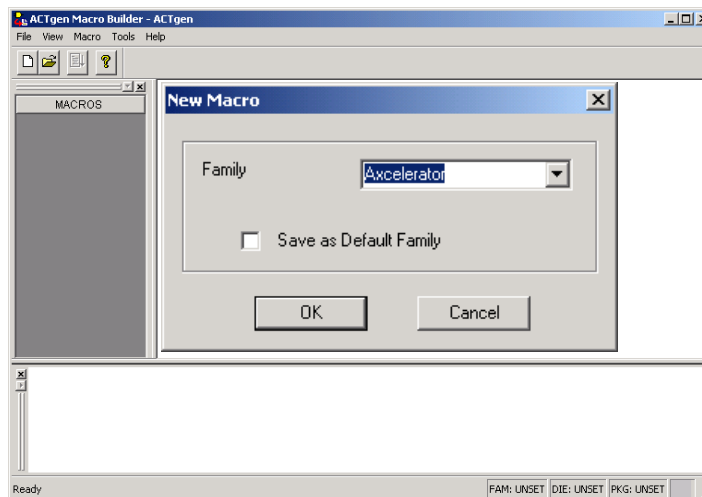 ACTgen Macro Builder - ACTgen
File View Macro Tools Help
MACROS
New Macro
Family
Axcelerator
Save as Default Family
OK Cancel
Ready FAM: UNSET DIE: UNSET PKG: UNSET